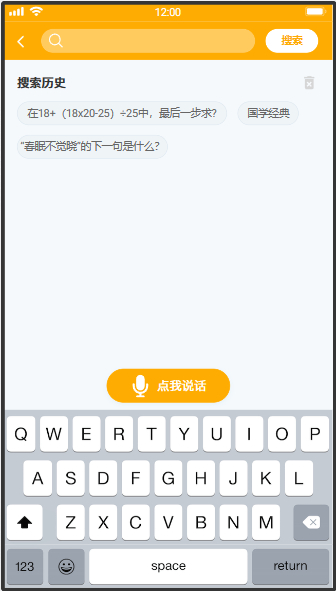 12:00
搜索
搜索历史
在18+（18x20-25）÷25中，最后一步求?
国学经典
“春眠不觉晓”的下一句是什么？
点我说话
Q W E R T Y U I O P
A S D F G H J K L
Z X C V B N M
123 space return